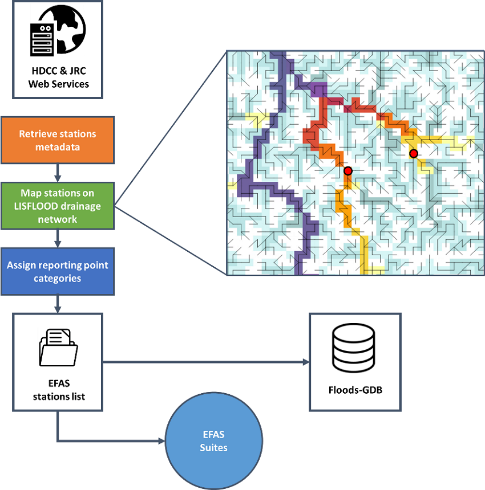 HDCC & JRC
Web Services
Retrieve stations
metadata
Map stations on
LISFLOOD drainage
network
Assign reporting point
categories
EFAS
stations list
Floods-GDB
EFAS
Suites